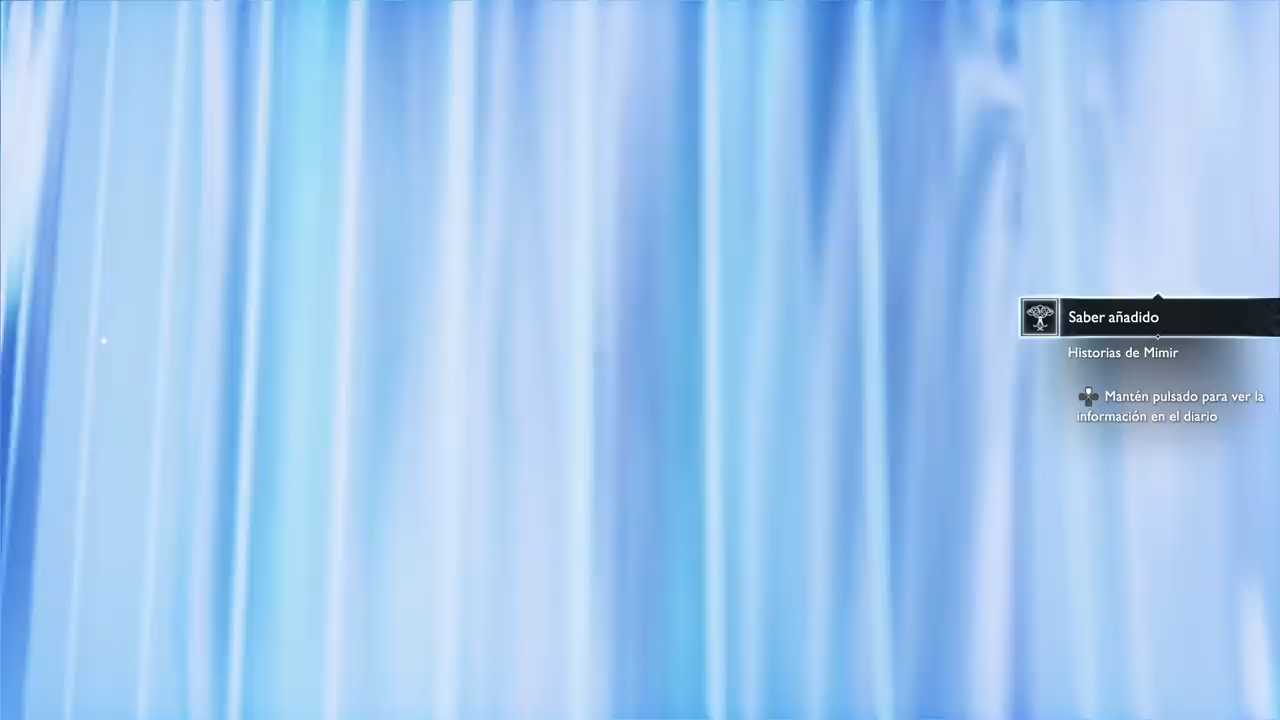 Saber añadido
Historias de Mimir
Mantén pulsado para ver la
información en el diario